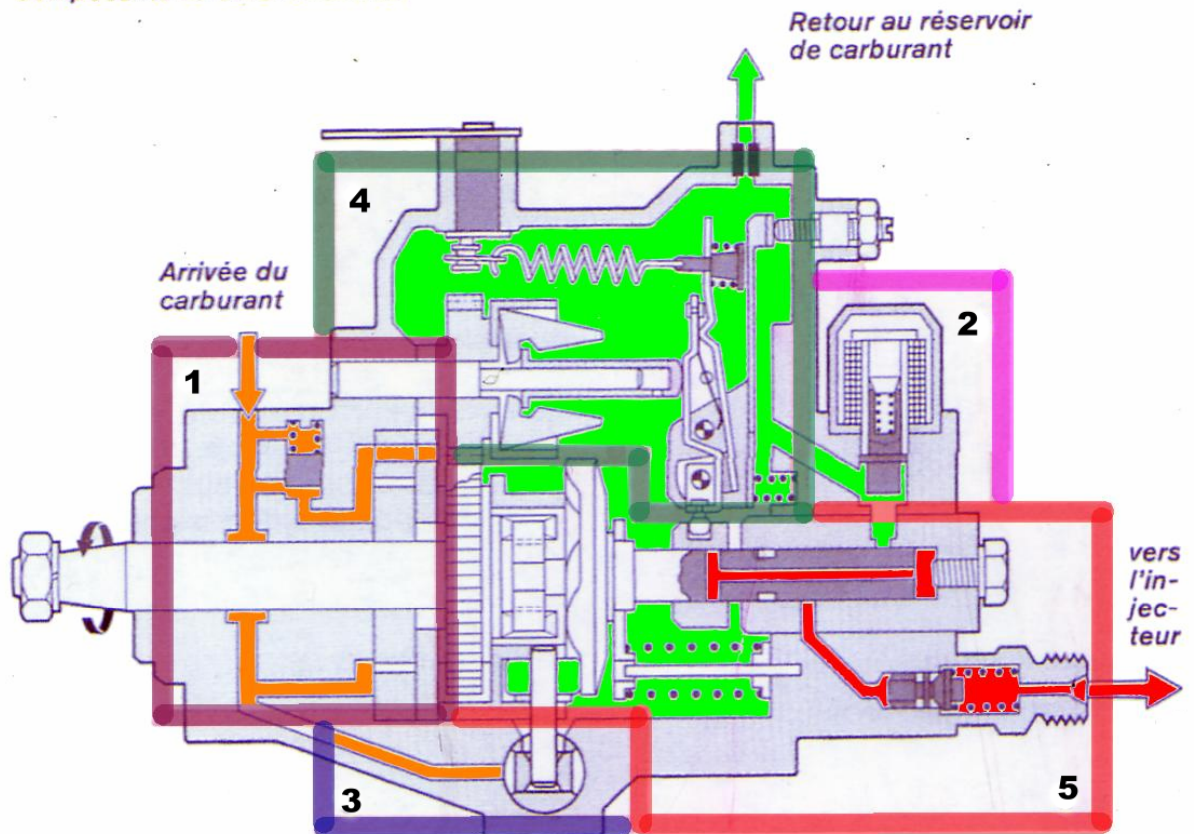 Retour au réservoir
de carburant
4
Arrivée du
carburant
2
1
vers
l'in-
jec-
teur
3
5